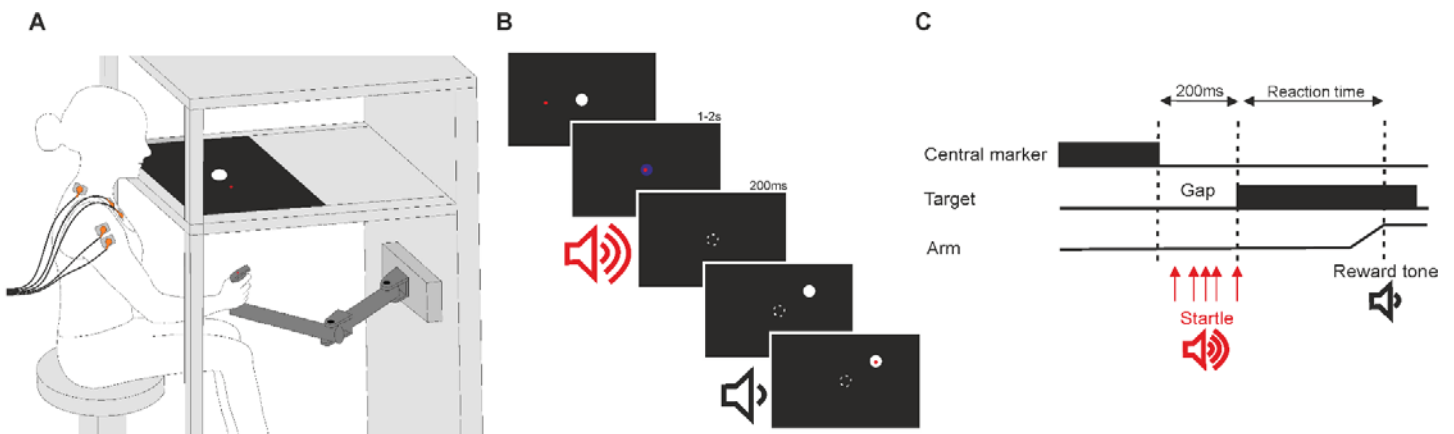 A
B
C
1-2s
200ms
200ms
Reaction time
Central marker
Gap
Target
Arm
Reward tone
Startle